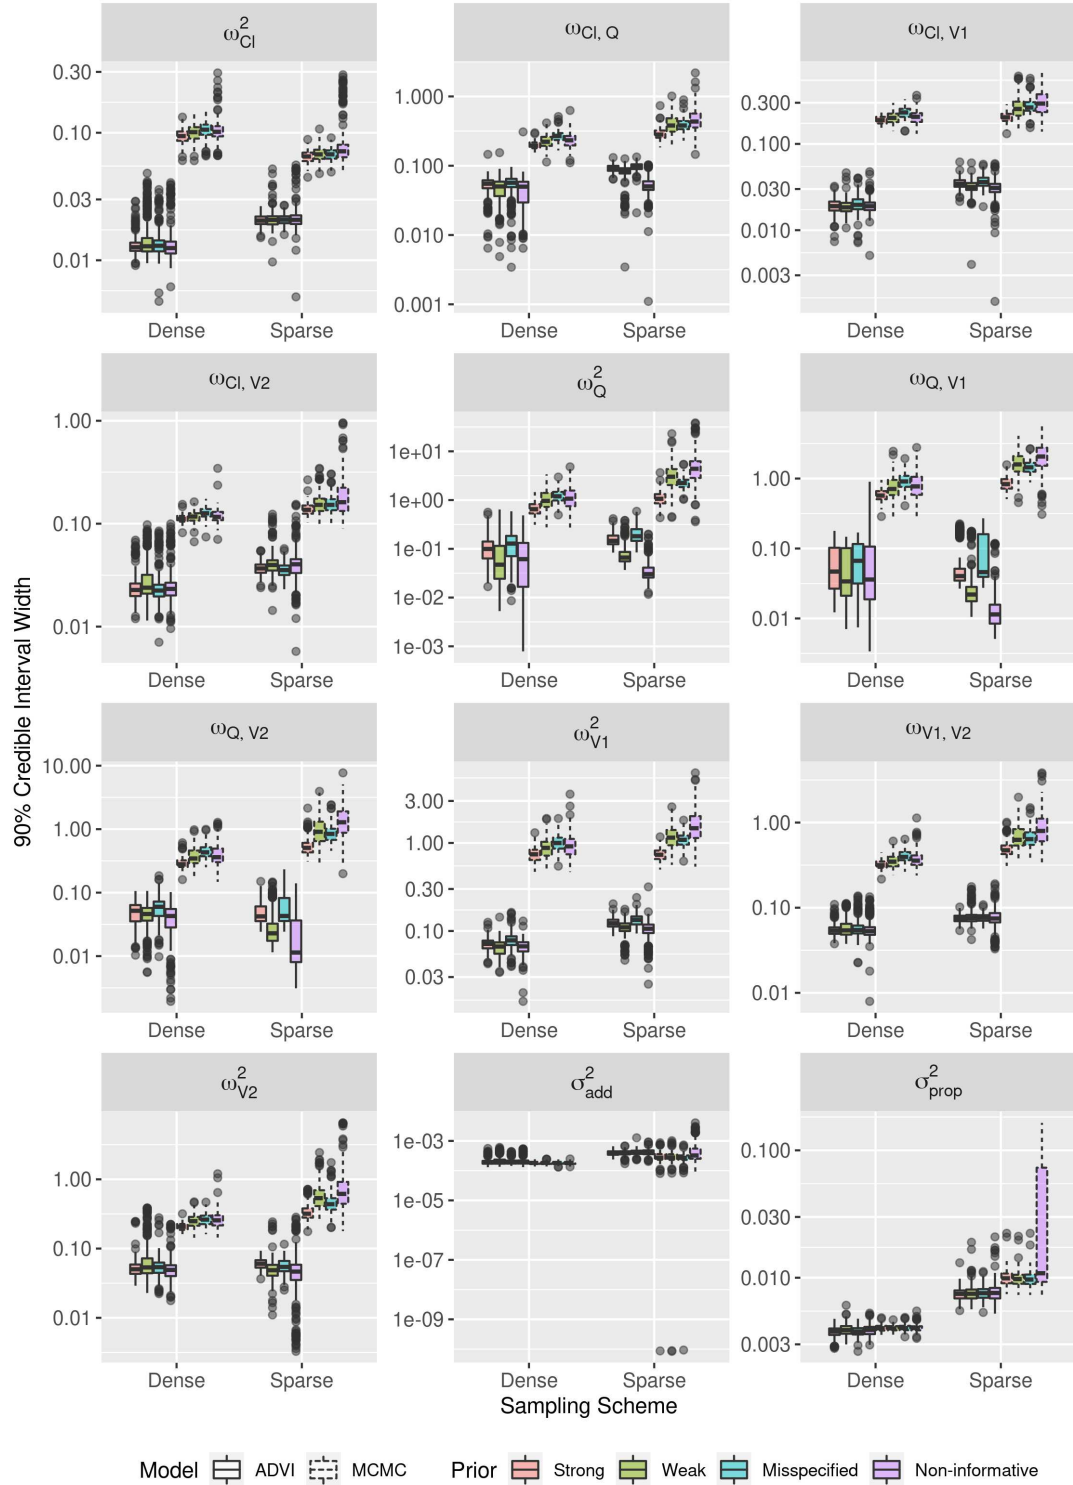 ω²Cl
ωCl, Q
ωCl, V1
0.30
0.10
0.03
0.01
1.000
0.100
0.010
0.001
0.300
0.100
0.030
0.010
0.003
Dense
Sparse
Dense
Sparse
Dense
Sparse
ωCl, V2
ω²Q
ωQ, V1
1.00
0.10
0.01
1e+01
1e+00
1e-01
1e-02
1e-03
1.00
0.10
0.01
Dense
Sparse
Dense
Sparse
Dense
Sparse
90% Credible Interval Width
ωQ, V2
ω²V1
ωV1, V2
10.00
1.00
0.10
0.01
3.00
1.00
0.30
0.10
0.03
1.00
0.10
0.01
Dense
Sparse
Dense
Sparse
Dense
Sparse
ω²V2
σ²add
σ²prop
1.00
0.10
0.01
1e-03
1e-05
1e-07
1e-09
0.100
0.030
0.010
0.003
Dense
Sparse
Dense
Sparse
Dense
Sparse
Sampling Scheme
Model ADVI MCMC Prior Strong Weak Misspecified Non-informative